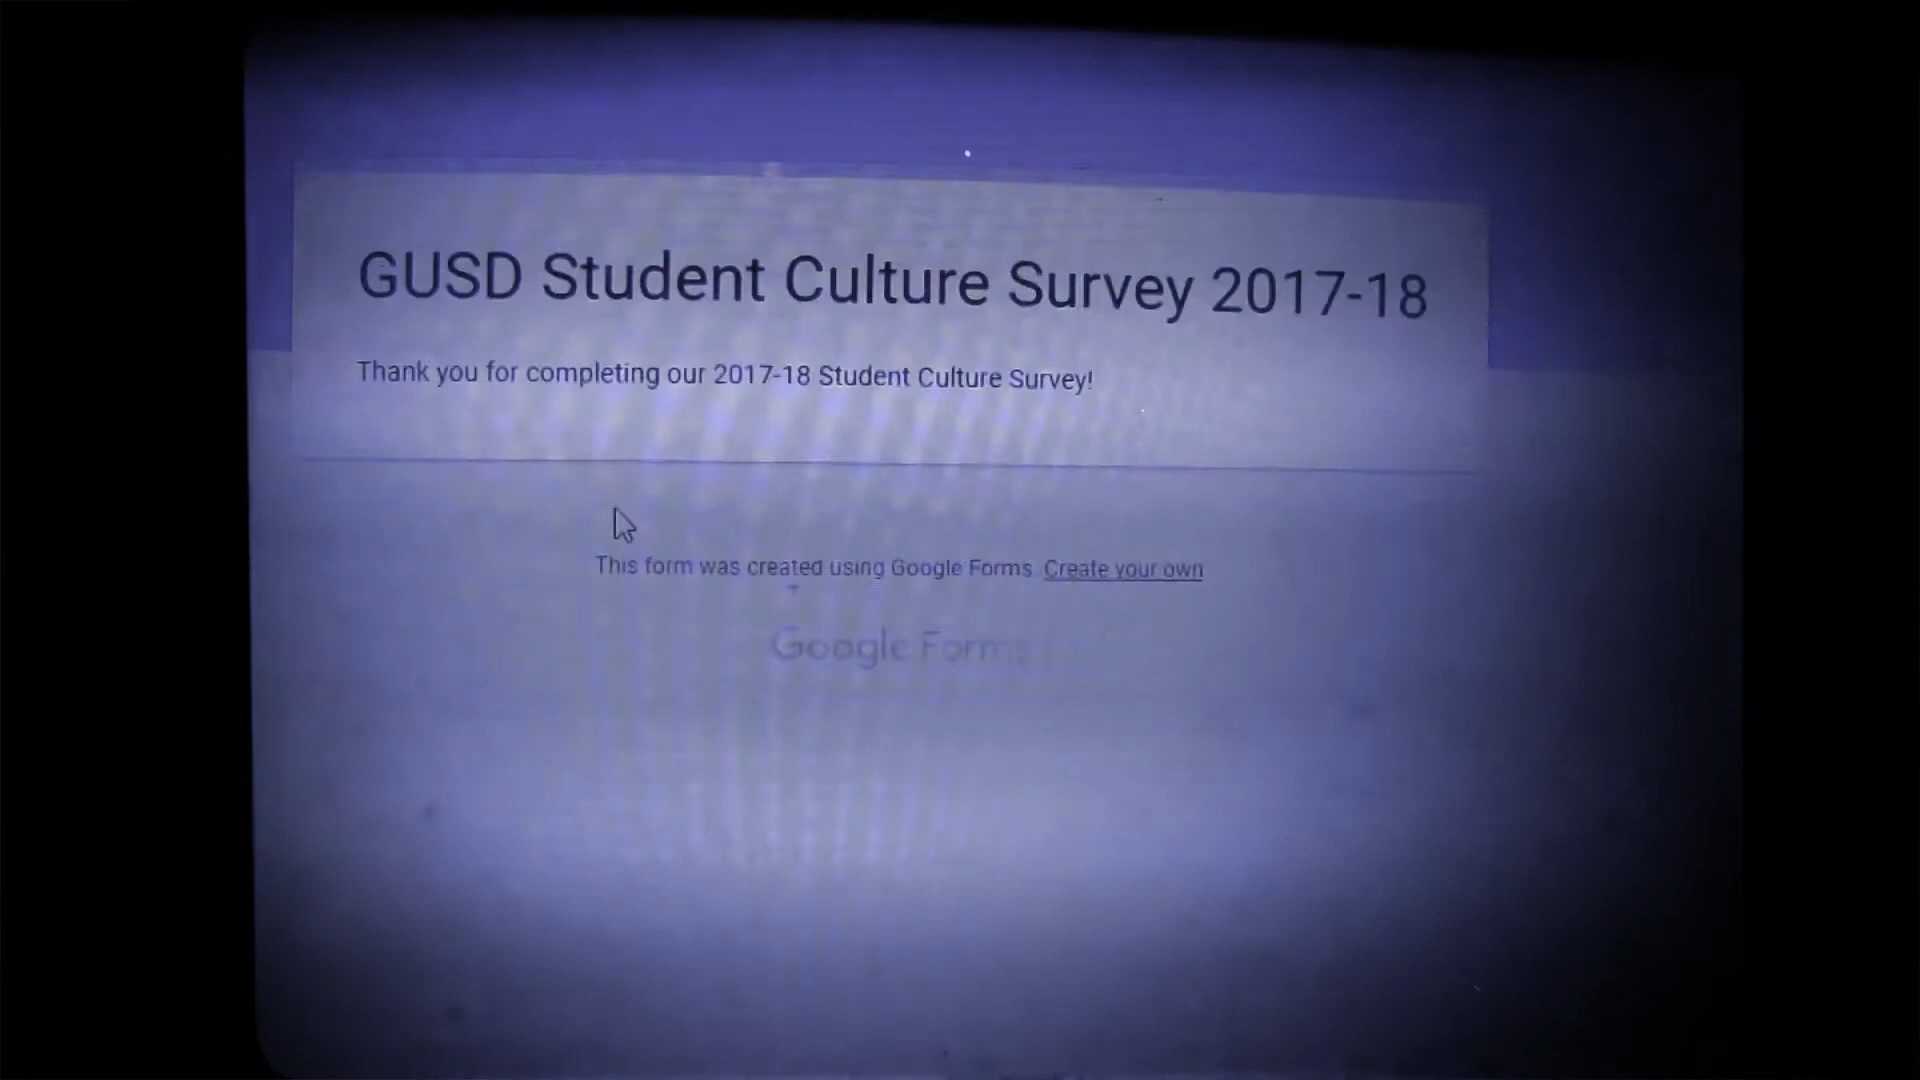 GUSD Student Culture Survey 2017-18
Thank you for completing our 2017-18 Student Culture Survey!
This form was created using Google Forms. Create your own
Google Forms